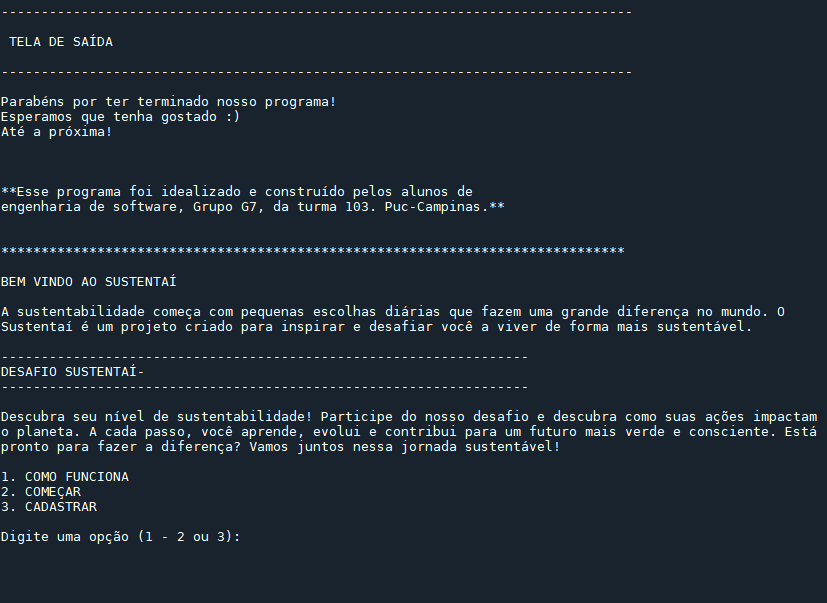 -------------------------------------------------------------------------------
TELA DE SAÍDA
-------------------------------------------------------------------------------
Parabéns por ter terminado nosso programa!
Esperamos que tenha gostado :)
Até a próxima!
**Esse programa foi idealizado e construído pelos alunos de
engenharia de software, Grupo G7, da turma 103. Puc-Campinas.**
******************************************************************************
BEM VINDO AO SUSTENTAÍ
A sustentabilidade começa com pequenas escolhas diárias que fazem uma grande diferença no mundo. O
Sustentaí é um projeto criado para inspirar e desafiar você a viver de forma mais sustentável.
------------------------------------------------------------------
DESAFIO SUSTENTAÍ-
------------------------------------------------------------------
Descubra seu nível de sustentabilidade! Participe do nosso desafio e descubra como suas ações impactam
o planeta. A cada passo, você aprende, evolui e contribui para um futuro mais verde e consciente. Está
pronto para fazer a diferença? Vamos juntos nessa jornada sustentável!
1. COMO FUNCIONA
2. COMEÇAR
3. CADASTRAR
Digite uma opção (1 - 2 ou 3):